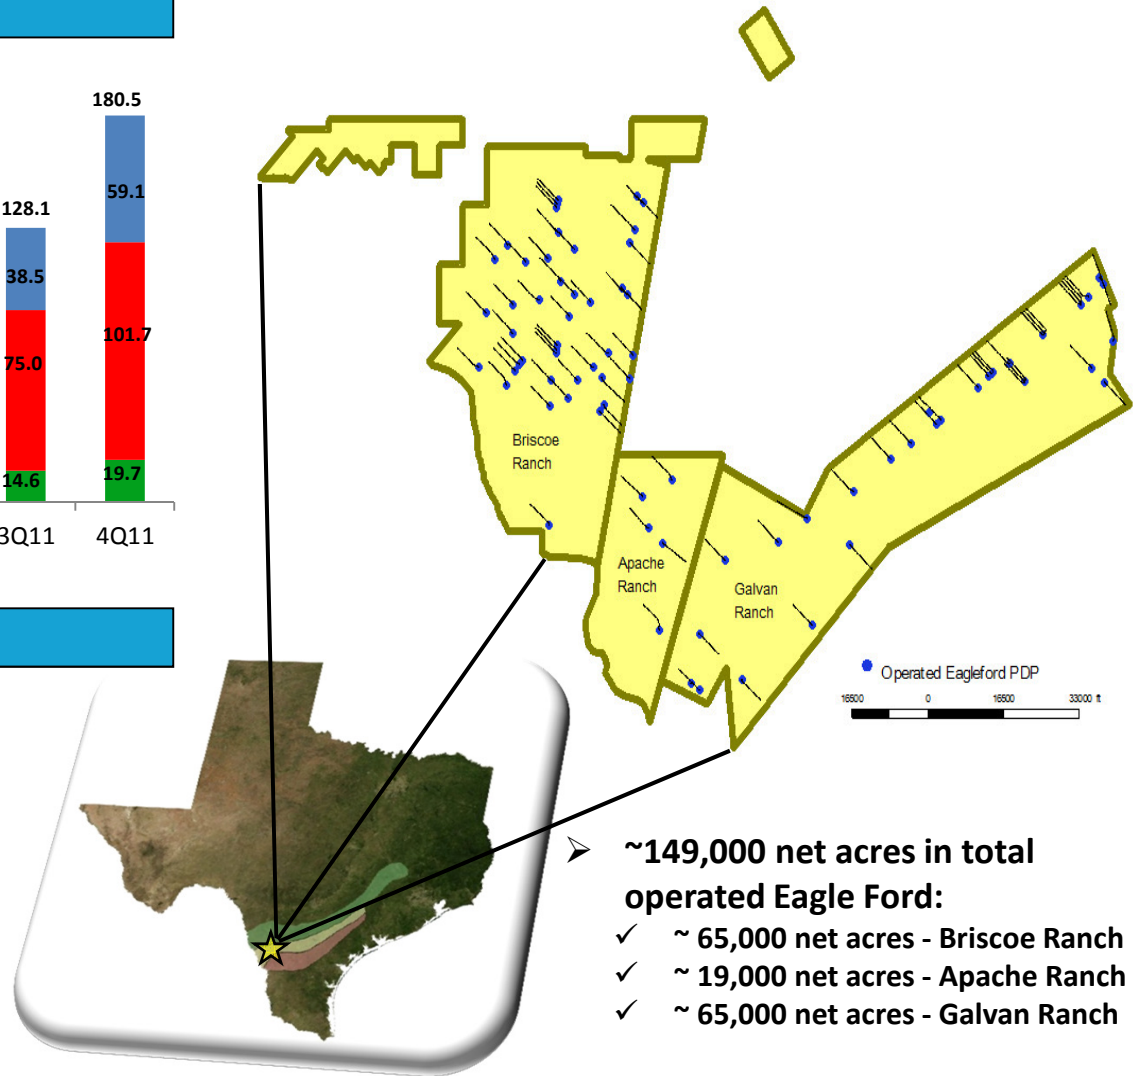 180.5
59.1
128.1
38.5
101.7
75.0
19.7
14.6
3Q11
4Q11
Briscoe
Ranch
Apache
Ranch
Galvan
Ranch
Operated Eagleford PDP
16500 0 16500 33000 ft
➢ ~149,000 net acres in total
operated Eagle Ford:
✓ ~ 65,000 net acres - Briscoe Ranch
✓ ~ 19,000 net acres - Apache Ranch
✓ ~ 65,000 net acres - Galvan Ranch